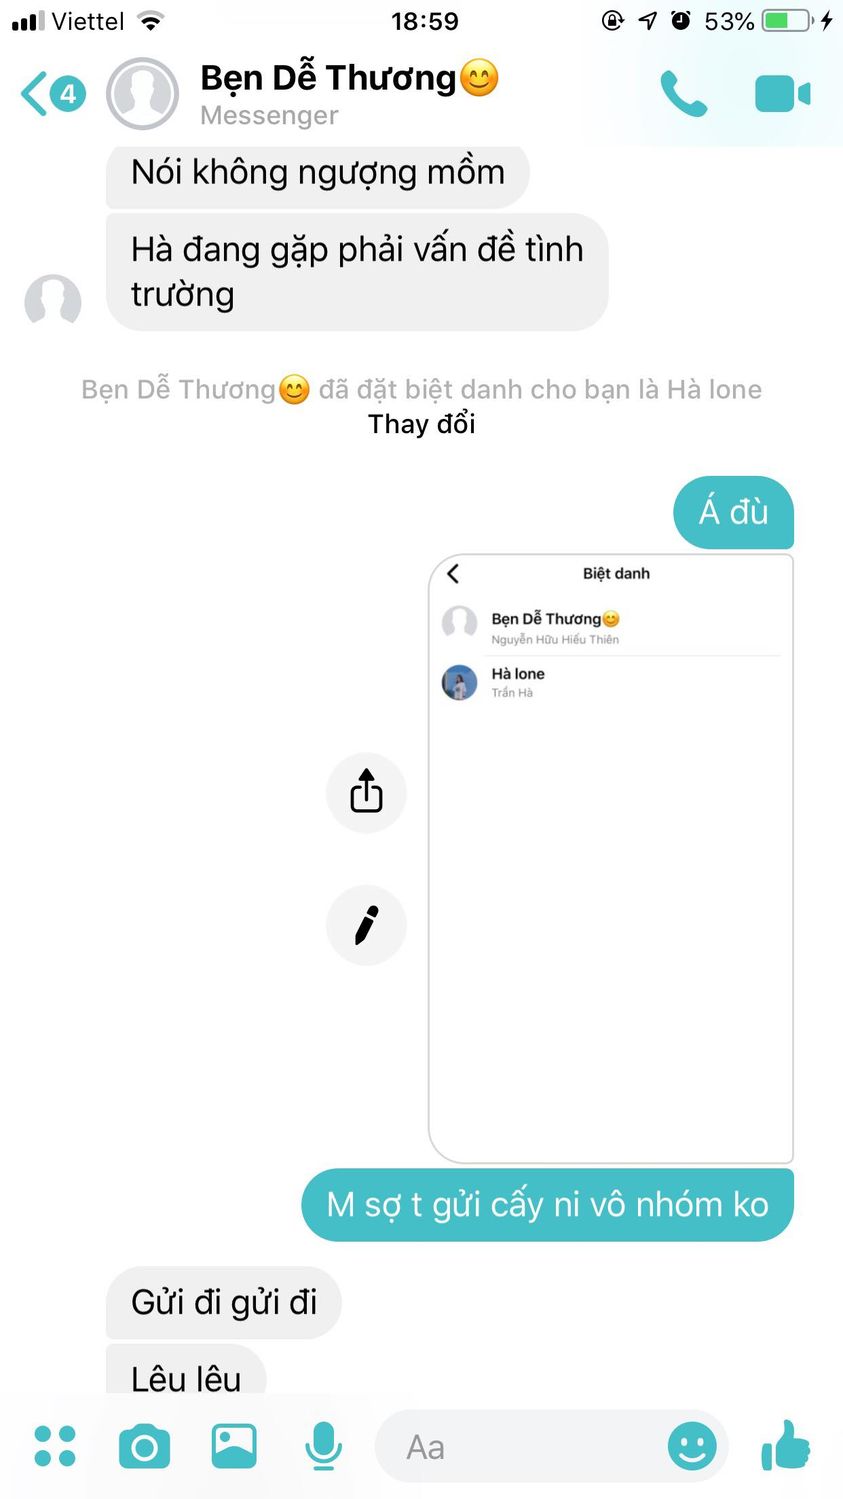 Viettel 18:59 53%
4
Bẹn Dễ Thương😊
Messenger
Nói không ngượng mồm
Hà đang gặp phải vấn đề tình
trường
Bẹn Dễ Thương😊 đã đặt biệt danh cho bạn là Hà lone
Thay đổi
Á đù
Biệt danh
Bẹn Dễ Thương😊
Nguyễn Hữu Hiếu Thiên
Hà lone
Trần Hà
M sợ t gửi cấy ni vô nhóm ko
Gửi đi gửi đi
Lêu lêu
Aa